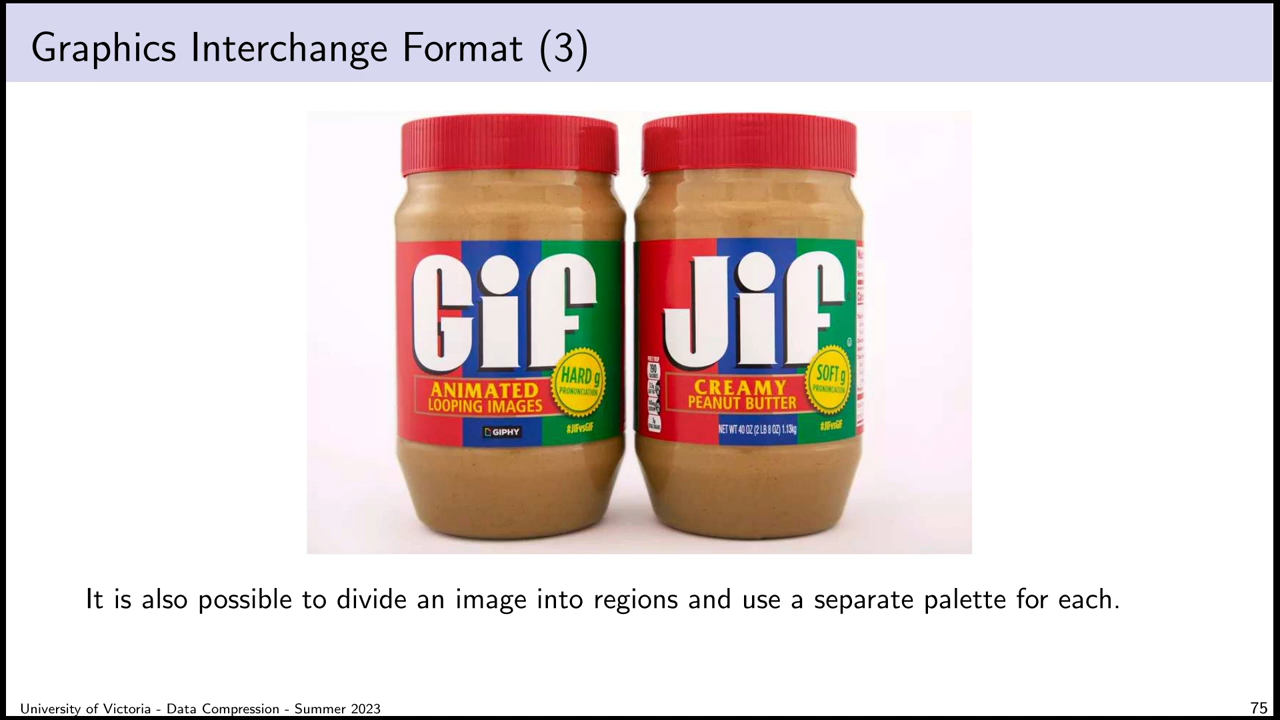 Graphics Interchange Format (3)
Gif
HARD g
PRONUNCIATION
ANIMATED
LOOPING IMAGES
GIPHY
#JIFvsGIF
Jif
SOFT g
PRONUNCIATION
CREAMY
PEANUT BUTTER
NET WT 40 OZ (2 LB 8 OZ) 1.13kg
#JIFvsGIF
190
It is also possible to divide an image into regions and use a separate palette for each.
University of Victoria - Data Compression - Summer 2023
75